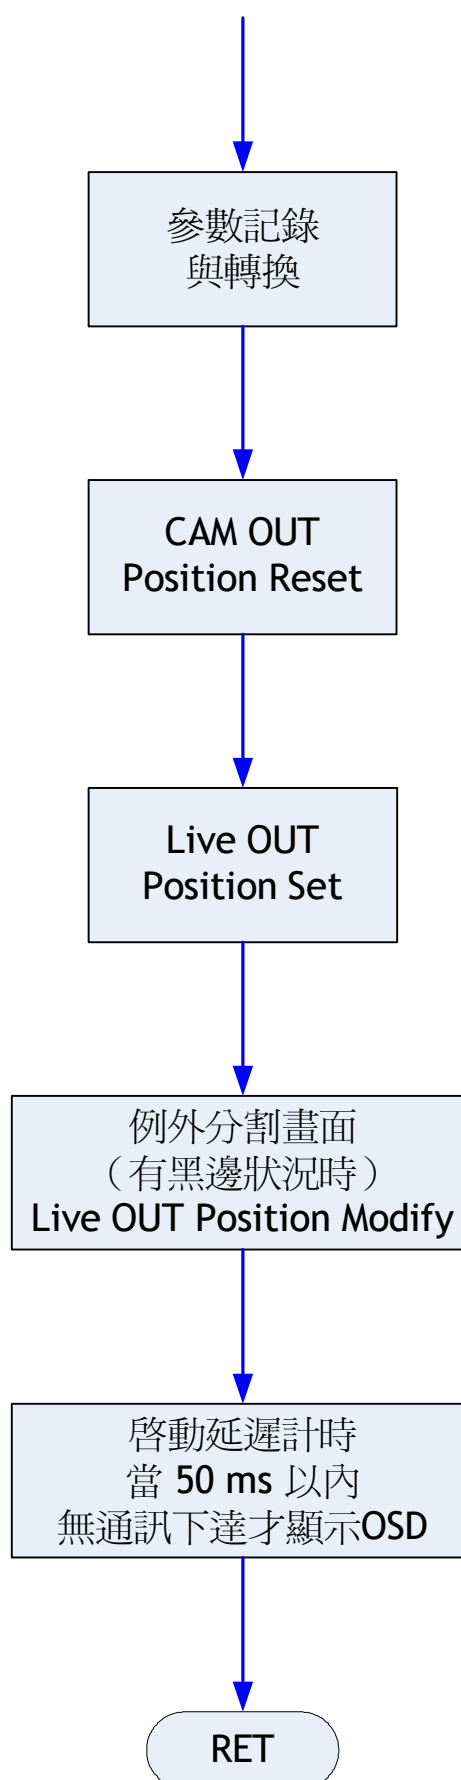 參數記錄
與轉換
CAM OUT
Position Reset
Live OUT
Position Set
例外分割畫面
（有黑邊狀況時）
Live OUT Position Modify
啓動延遲計時
當 50 ms 以內
無通訊下達才顯示OSD
RET